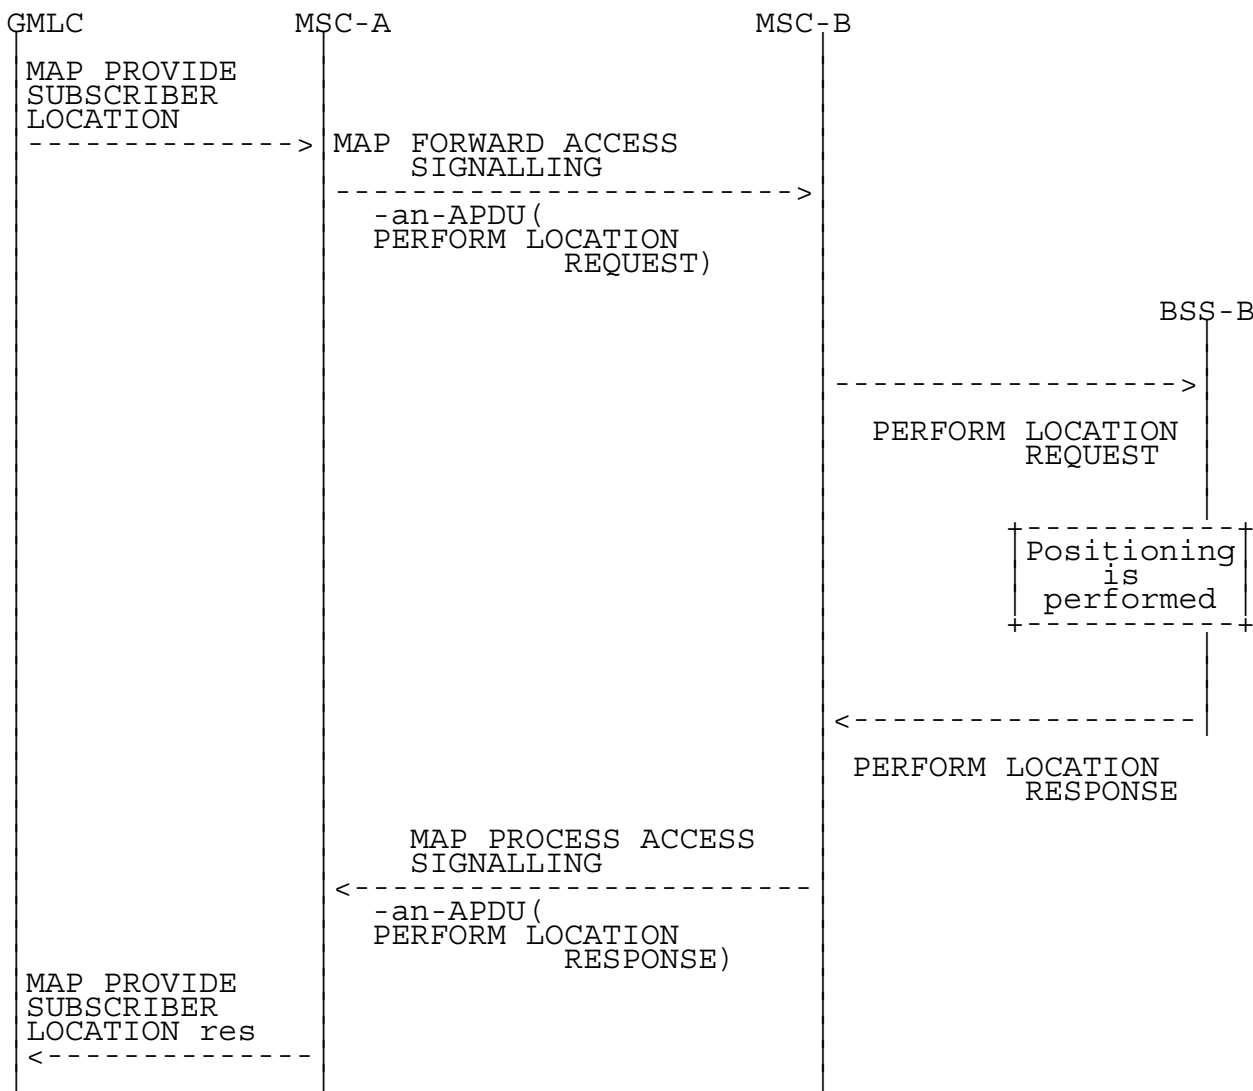 GMLC MSC-A MSC-B
MAP PROVIDE
SUBSCRIBER
LOCATION
MAP FORWARD ACCESS
SIGNALLING
-an-APDU(
PERFORM LOCATION
REQUEST)
BSS-B
PERFORM LOCATION
REQUEST
Positioning
is
performed
PERFORM LOCATION
RESPONSE
MAP PROCESS ACCESS
SIGNALLING
-an-APDU(
PERFORM LOCATION
RESPONSE)
MAP PROVIDE
SUBSCRIBER
LOCATION res